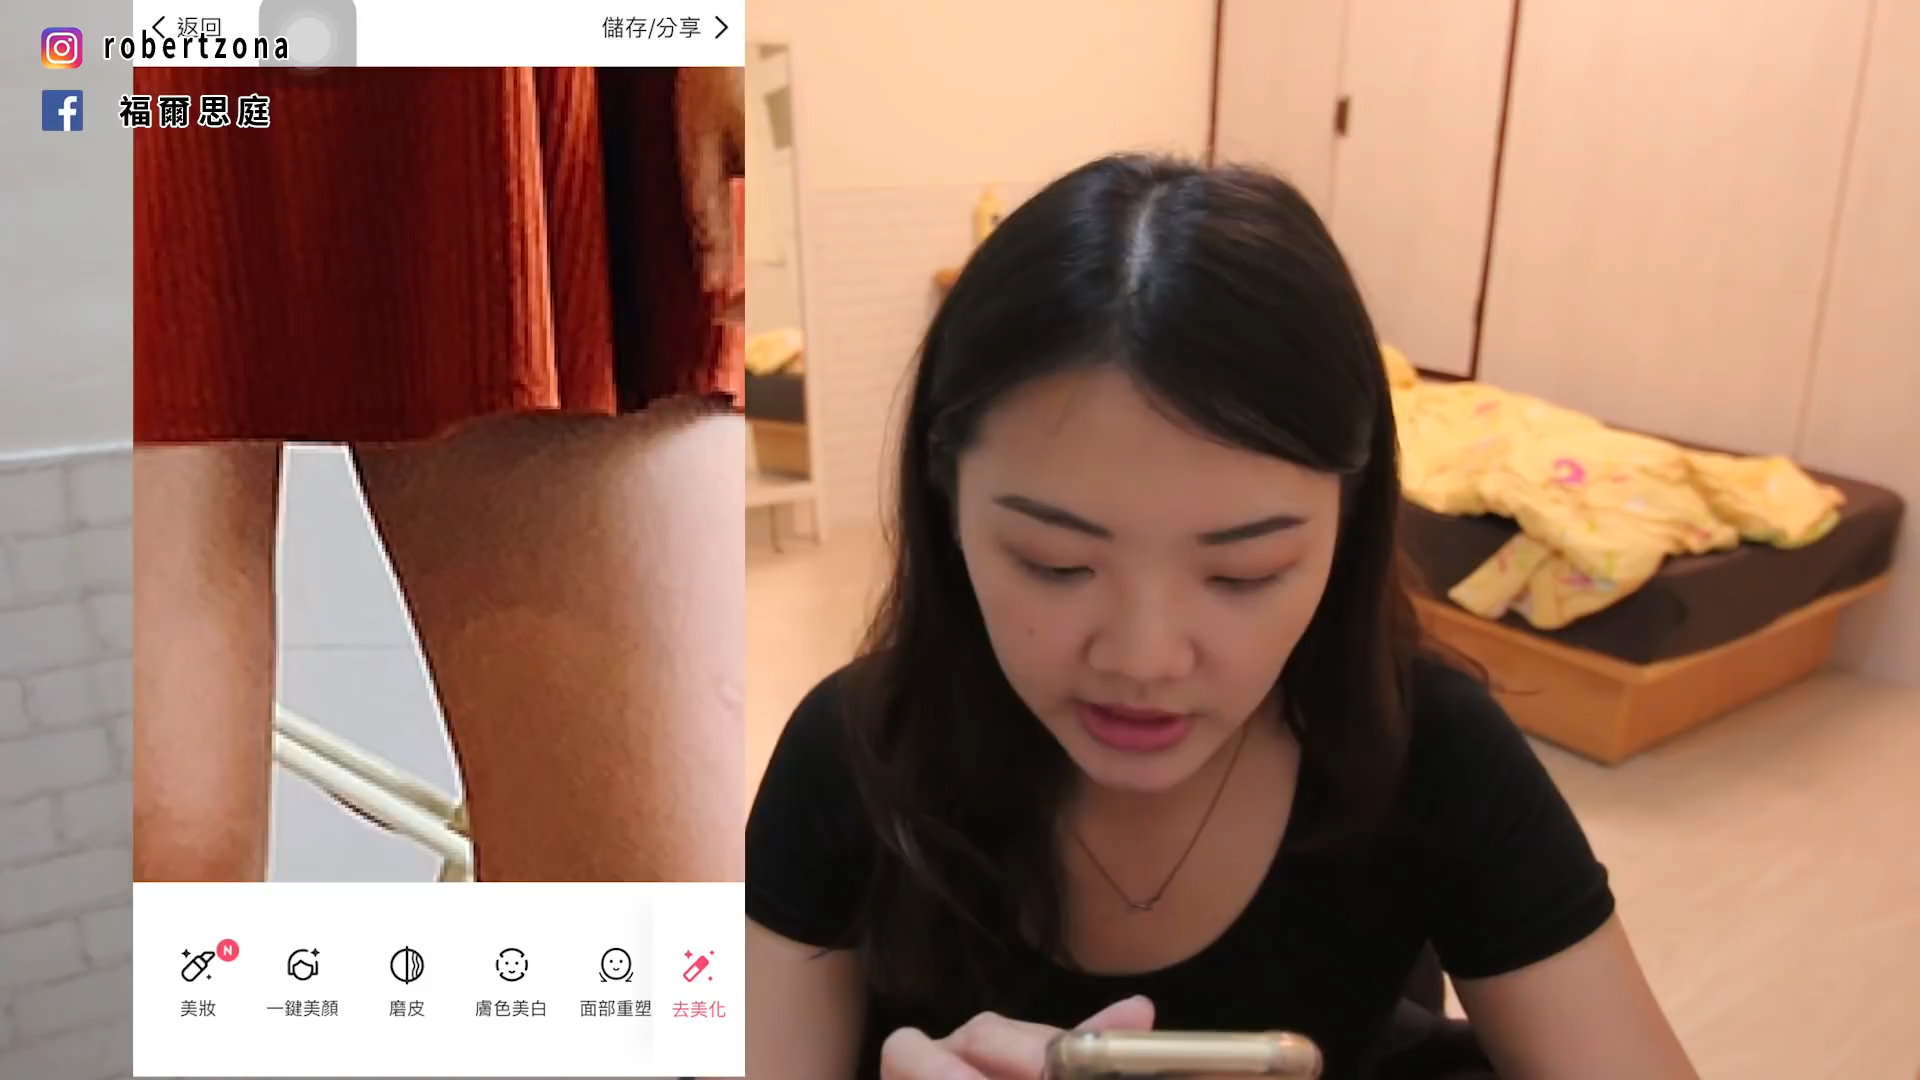 返回
儲存/分享
robertzona
福爾思庭
N
美妝
一鍵美顏
磨皮
膚色美白
面部重塑
去美化